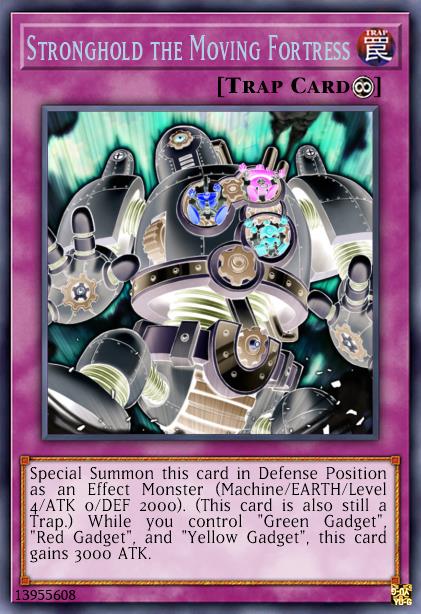 Stronghold the Moving Fortress
TRAP
罠
[Trap Card]
Special Summon this card in Defense Position
as an Effect Monster (Machine/EARTH/Level
4/ATK 0/DEF 2000). (This card is also still a
Trap.) While you control "Green Gadget",
"Red Gadget", and "Yellow Gadget", this card
gains 3000 ATK.
13955608